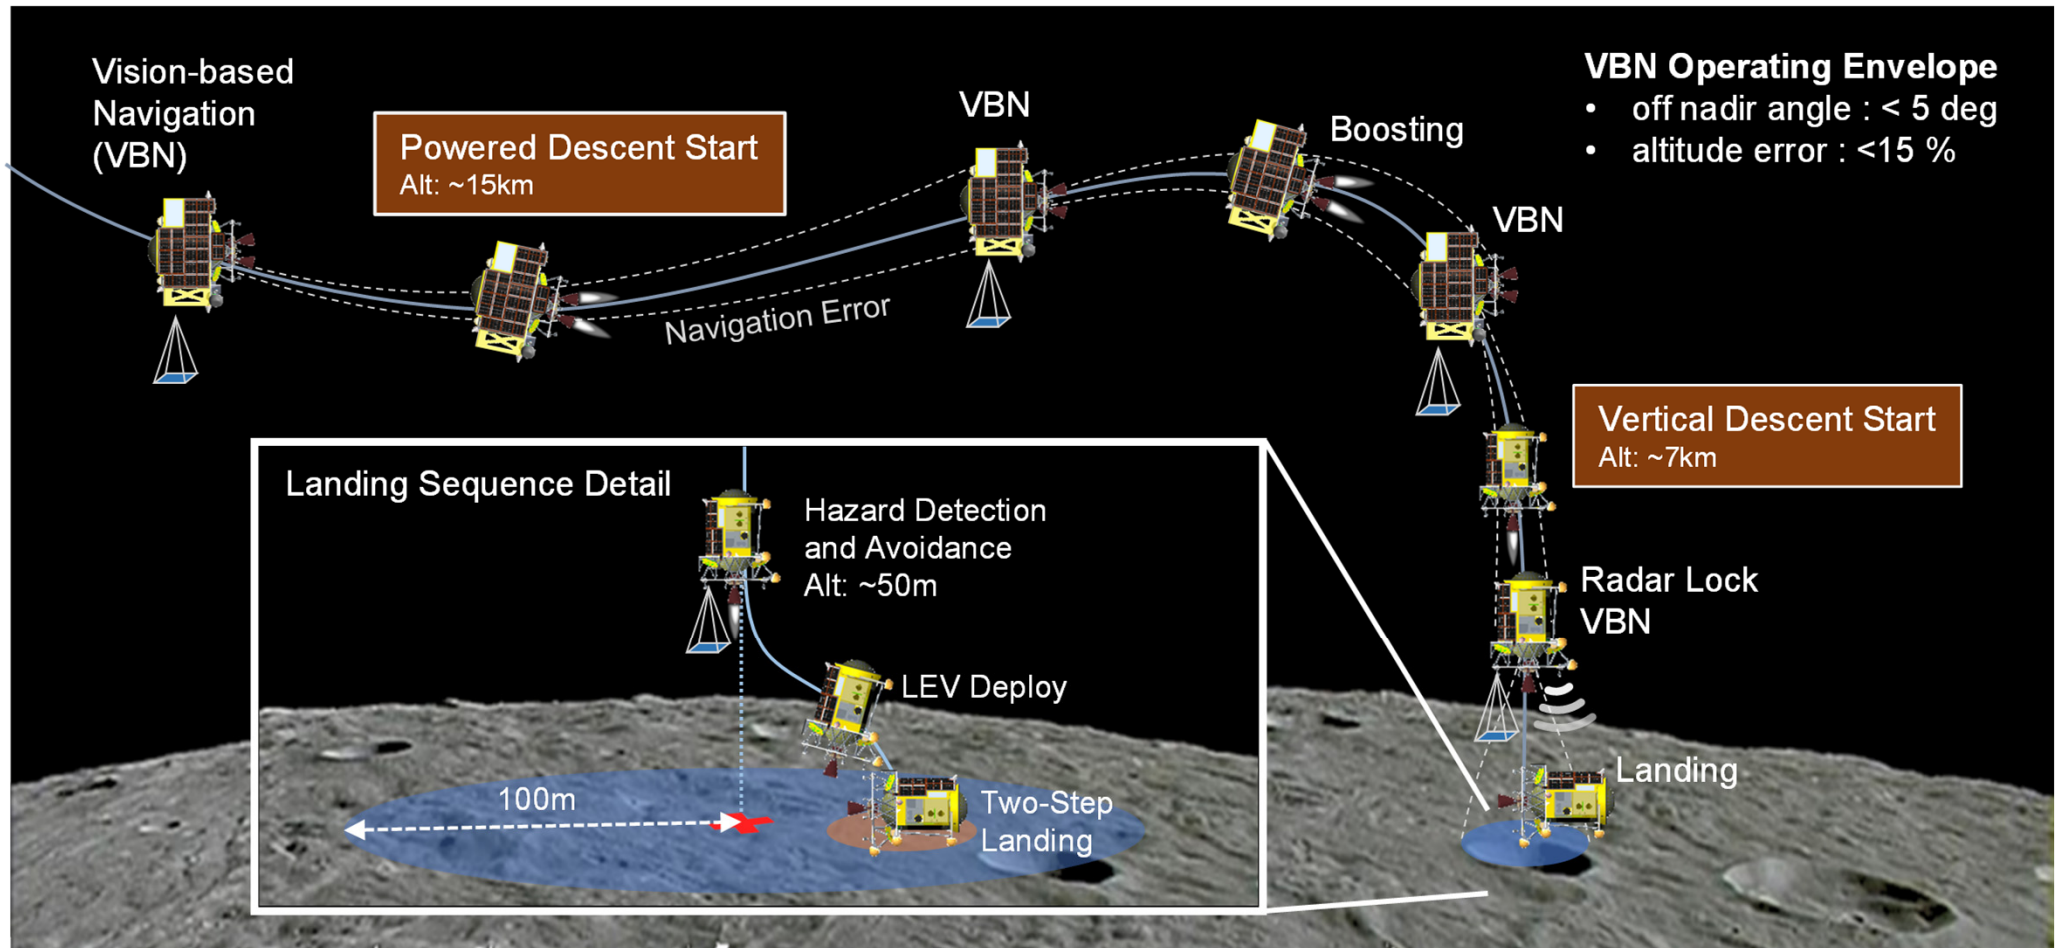 Vision-based
Navigation
(VBN)
Powered Descent Start
Alt: ~15km
VBN
Boosting
VBN Operating Envelope
• off nadir angle : < 5 deg
• altitude error : <15 %
VBN
Navigation Error
Vertical Descent Start
Alt: ~7km
Radar Lock
VBN
Landing
Landing Sequence Detail
Hazard Detection
and Avoidance
Alt: ~50m
LEV Deploy
100m
Two-Step
Landing